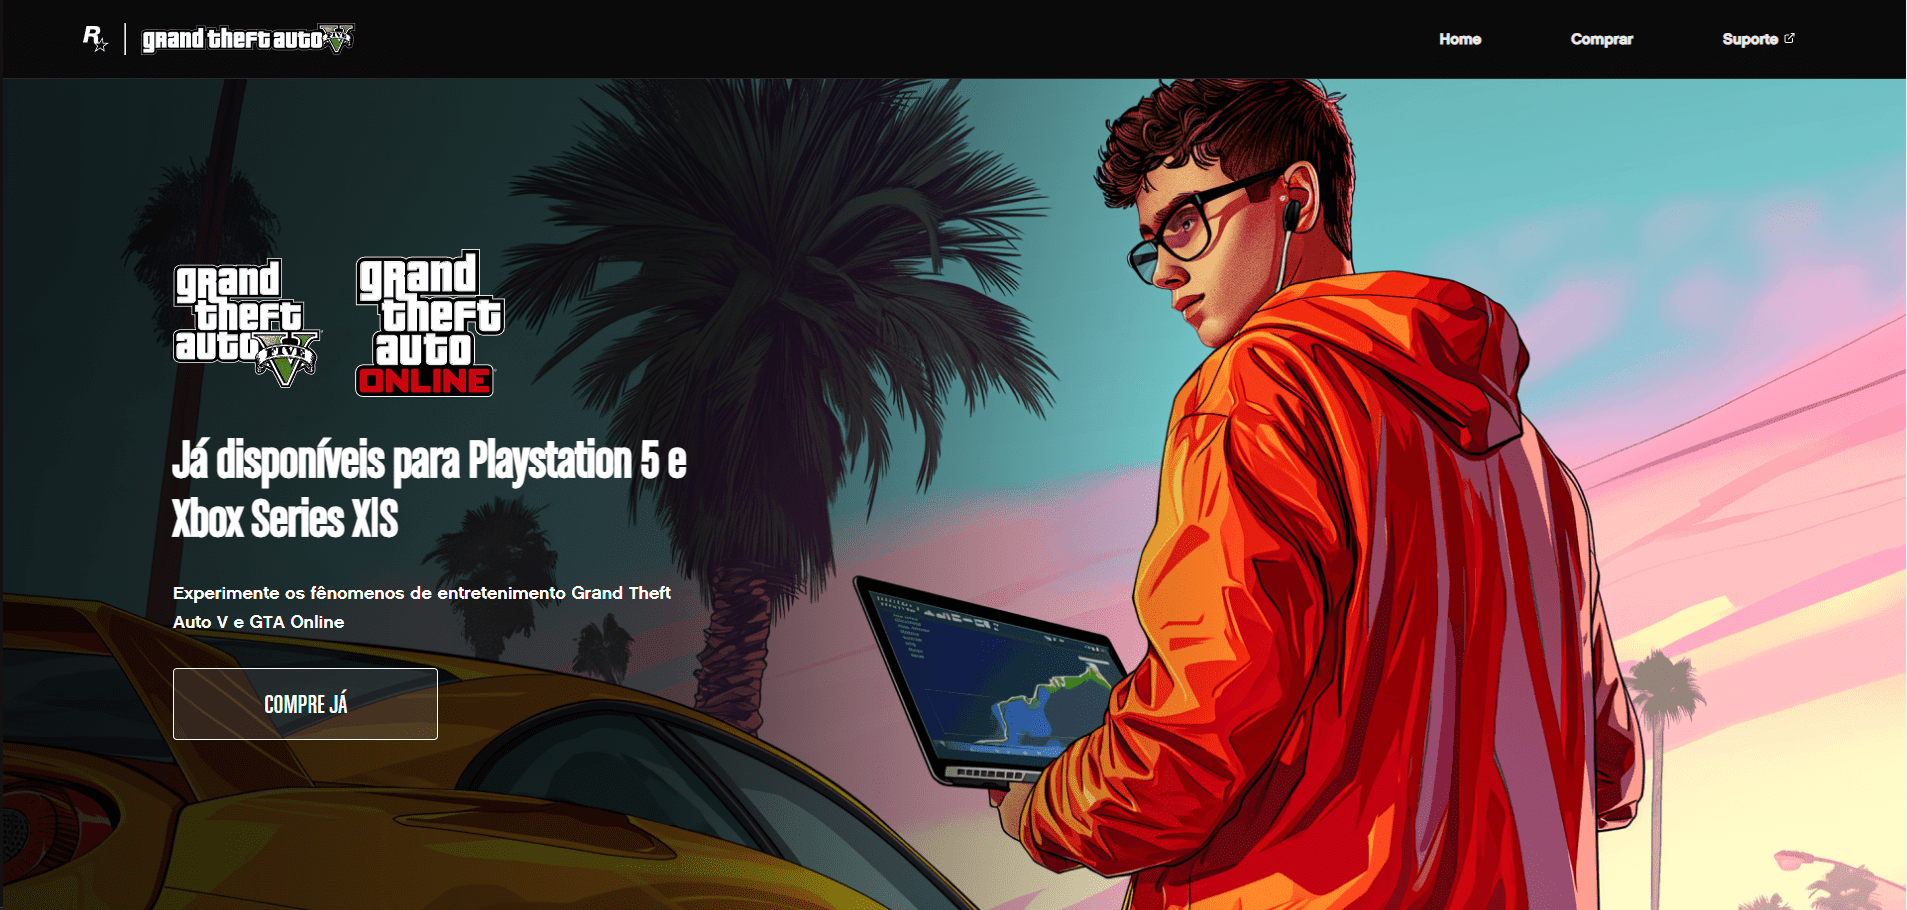 R
grand theft auto V
FIVE
Home
Comprar
Suporte
grand
theft
auto V
FIVE
grand
theft
auto
ONLINE
Já disponíveis para Playstation 5 e
Xbox Series X|S
Experimente os fênomenos de entretenimento Grand Theft
Auto V e GTA Online
COMPRE JÁ